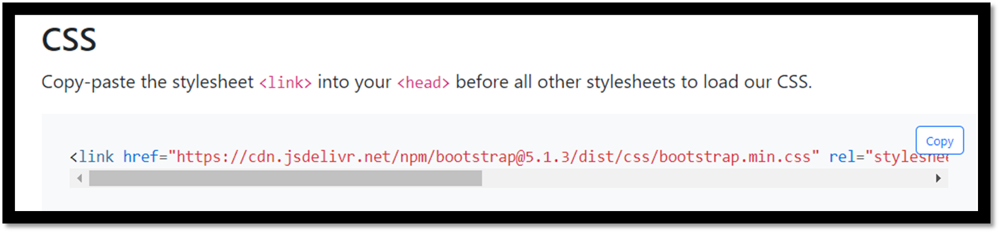 CSS
Copy-paste the stylesheet <link> into your <head> before all other stylesheets to load our CSS.
Copy
<link href="https://cdn.jsdelivr.net/npm/bootstrap@5.1.3/dist/css/bootstrap.min.css" rel="styleshee